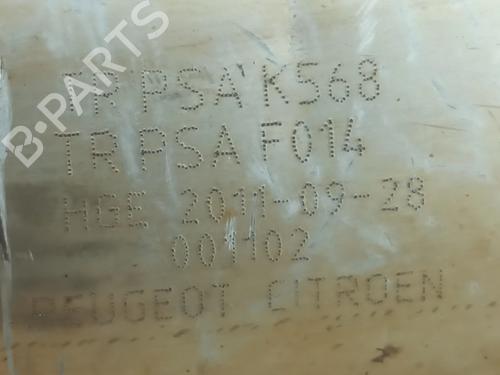 B-PARTS
TR PSA K568
TR PSA F014
HGE 2011-09-28
001102
PEUGEOT CITROEN